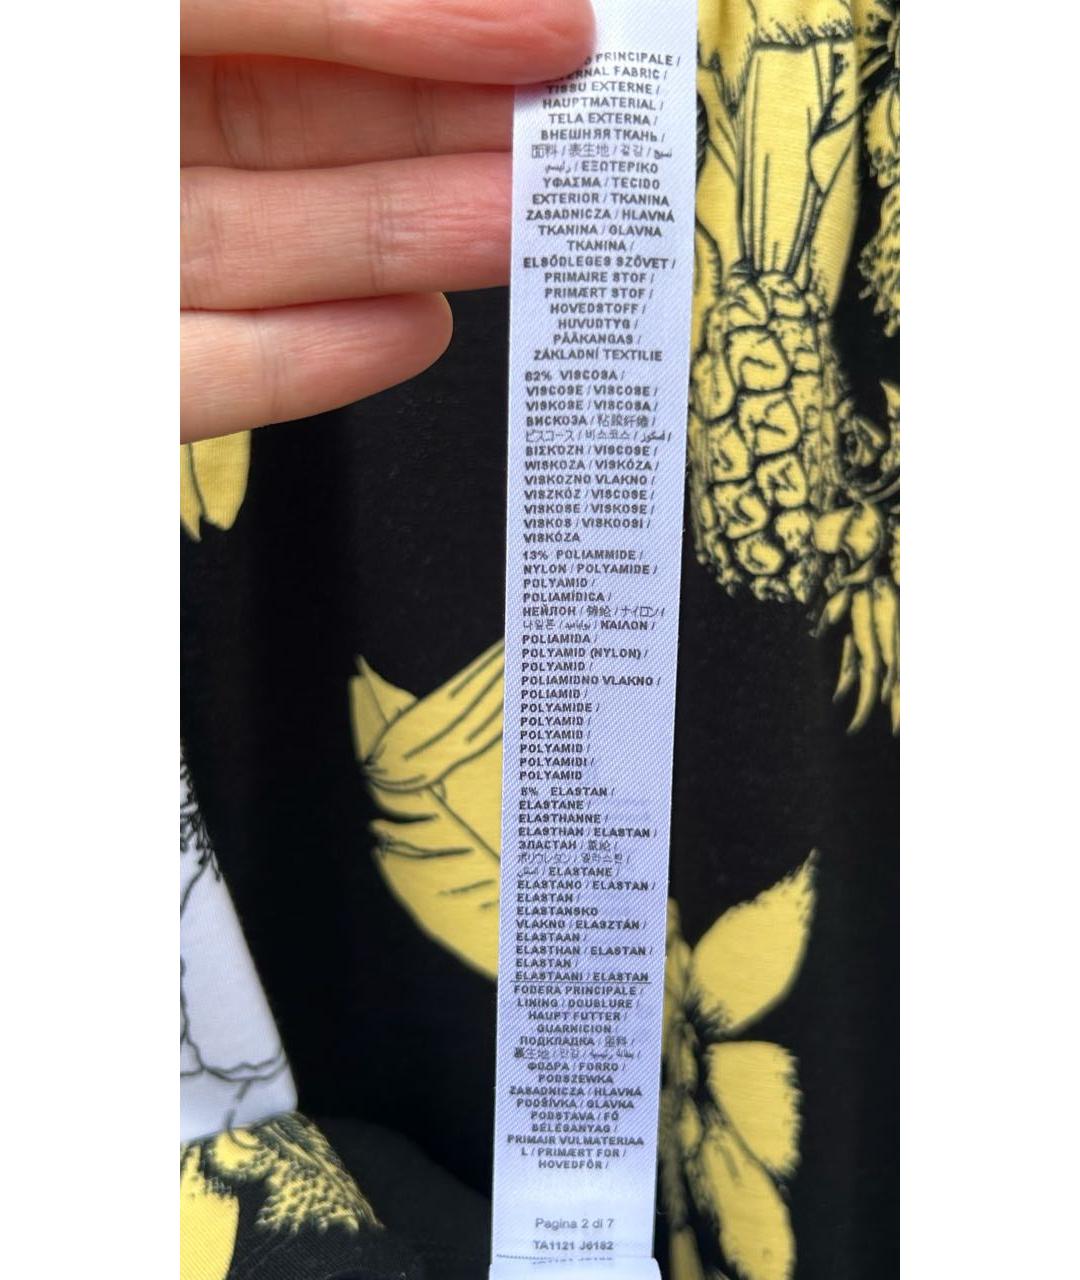 PRINCIPALE /
FABRIC /
TISSU EXTERNE /
HAUPTMATERIAL /
TELA EXTERNA /
ВНЕШНЯЯ ТКАНЬ /
面料 / 表生地 / 겉감 / نسيج
رئيسي / ΕΞΩΤΕΡΙΚΟ
ΥΦΑΣΜΑ / TECIDO
EXTERIOR / TKANINA
ZASADNICZA / HLAVNÁ
TKANINA / GLAVNA
TKANINA /
ELSŐDLEGES SZÖVET /
PRIMAIRE STOF /
PRIMÆRT STOF /
HOVEDSTOFF /
HUVUDTYG /
PÄÄKANGAS /
ZÁKLADNÍ TEXTILIE
82% VISCOSA /
VISCOSE / VISCOSE /
VISKOSE / VISCOSA /
ВИСКОЗА / 粘胶纤维 /
ビスコース / 비스코스 / فسكوز /
ΒΙΣΚΌΖΗ / VISCOSE /
WISKOZA / VISKÓZA /
VISKOZNO VLAKNO /
VISZKÓZ / VISCOSE /
VISKOSE / VISKOSE /
VISKOS / VISKOOSI /
VISKÓZA
13% POLIAMMIDE /
NYLON / POLYAMIDE /
POLYAMID /
POLIAMÍDICA /
НЕЙЛОН / 锦纶 / ナイロン /
나일론 / ΝΑΙΛΟΝ /
POLIAMIDA /
POLYAMID (NYLON) /
POLYAMID /
POLIAMIDNO VLAKNO /
POLIAMID /
POLYAMIDE /
POLYAMID /
POLYAMID /
POLYAMID /
POLYAMIDI /
POLYAMID
5% ELASTAN /
ELASTANE /
ELASTHANNE /
ELASTHAN / ELASTAN /
ЭЛАСТАН / 氨纶 /
ポリウレタン / 엘라스탄 /
/ ELASTANE /
ELASTANO / ELASTAN /
ELASTAN /
ELASTANSKO
VLAKNO / ELASZTÁN /
ELASTAAN /
ELASTHAN / ELASTAN /
ELASTAN /
ELASTAANI / ELASTAN
FODERA PRINCIPALE /
LINING / DOUBLURE /
HAUPT FUTTER /
GUARNICION /
ПОДКЛАДКА / 里料 /
裏生地 / 안감 / بطانة رئيسية /
ΦΟΔΡΑ / FORRO /
PODSZEWKA
ZASADNICZA / HLAVNÁ
PODŠÍVKA / GLAVNA
PODSTAVA / FŐ
BÉLÉSANYAG /
PRIMAIR VULMATERIAA
L / PRIMÆRT FOR /
HOVEDFÔR /
Pagina 2 di 7
TA1121 J6182